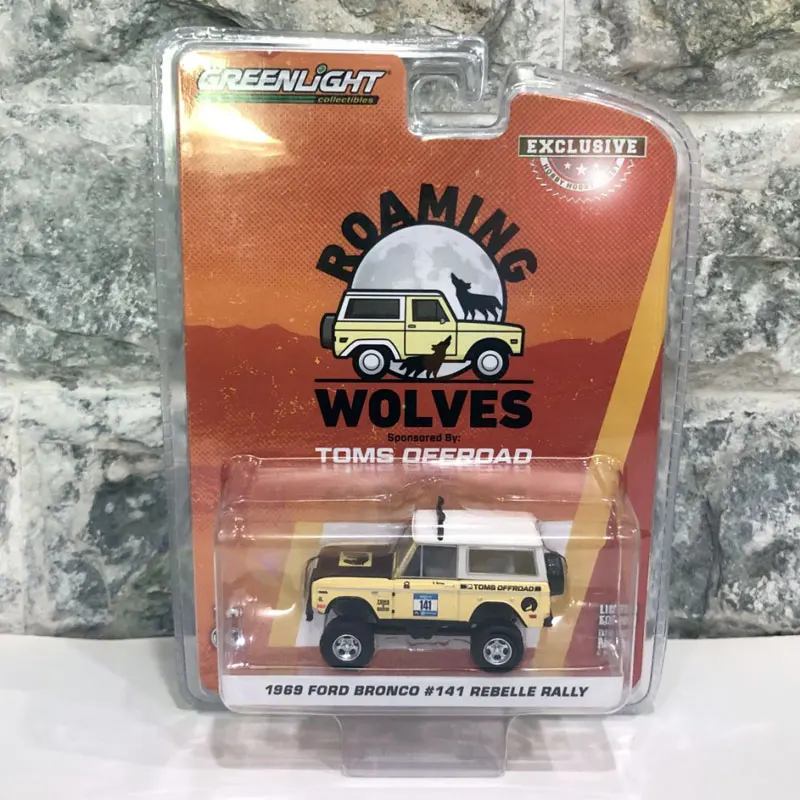 GREENLIGHT
collectibles
EXCLUSIVE
ROAMING
WOLVES
Sponsored By:
TOMS OFFROAD
TOMS OFFROAD
141
1969 FORD BRONCO #141 REBELLE RALLY